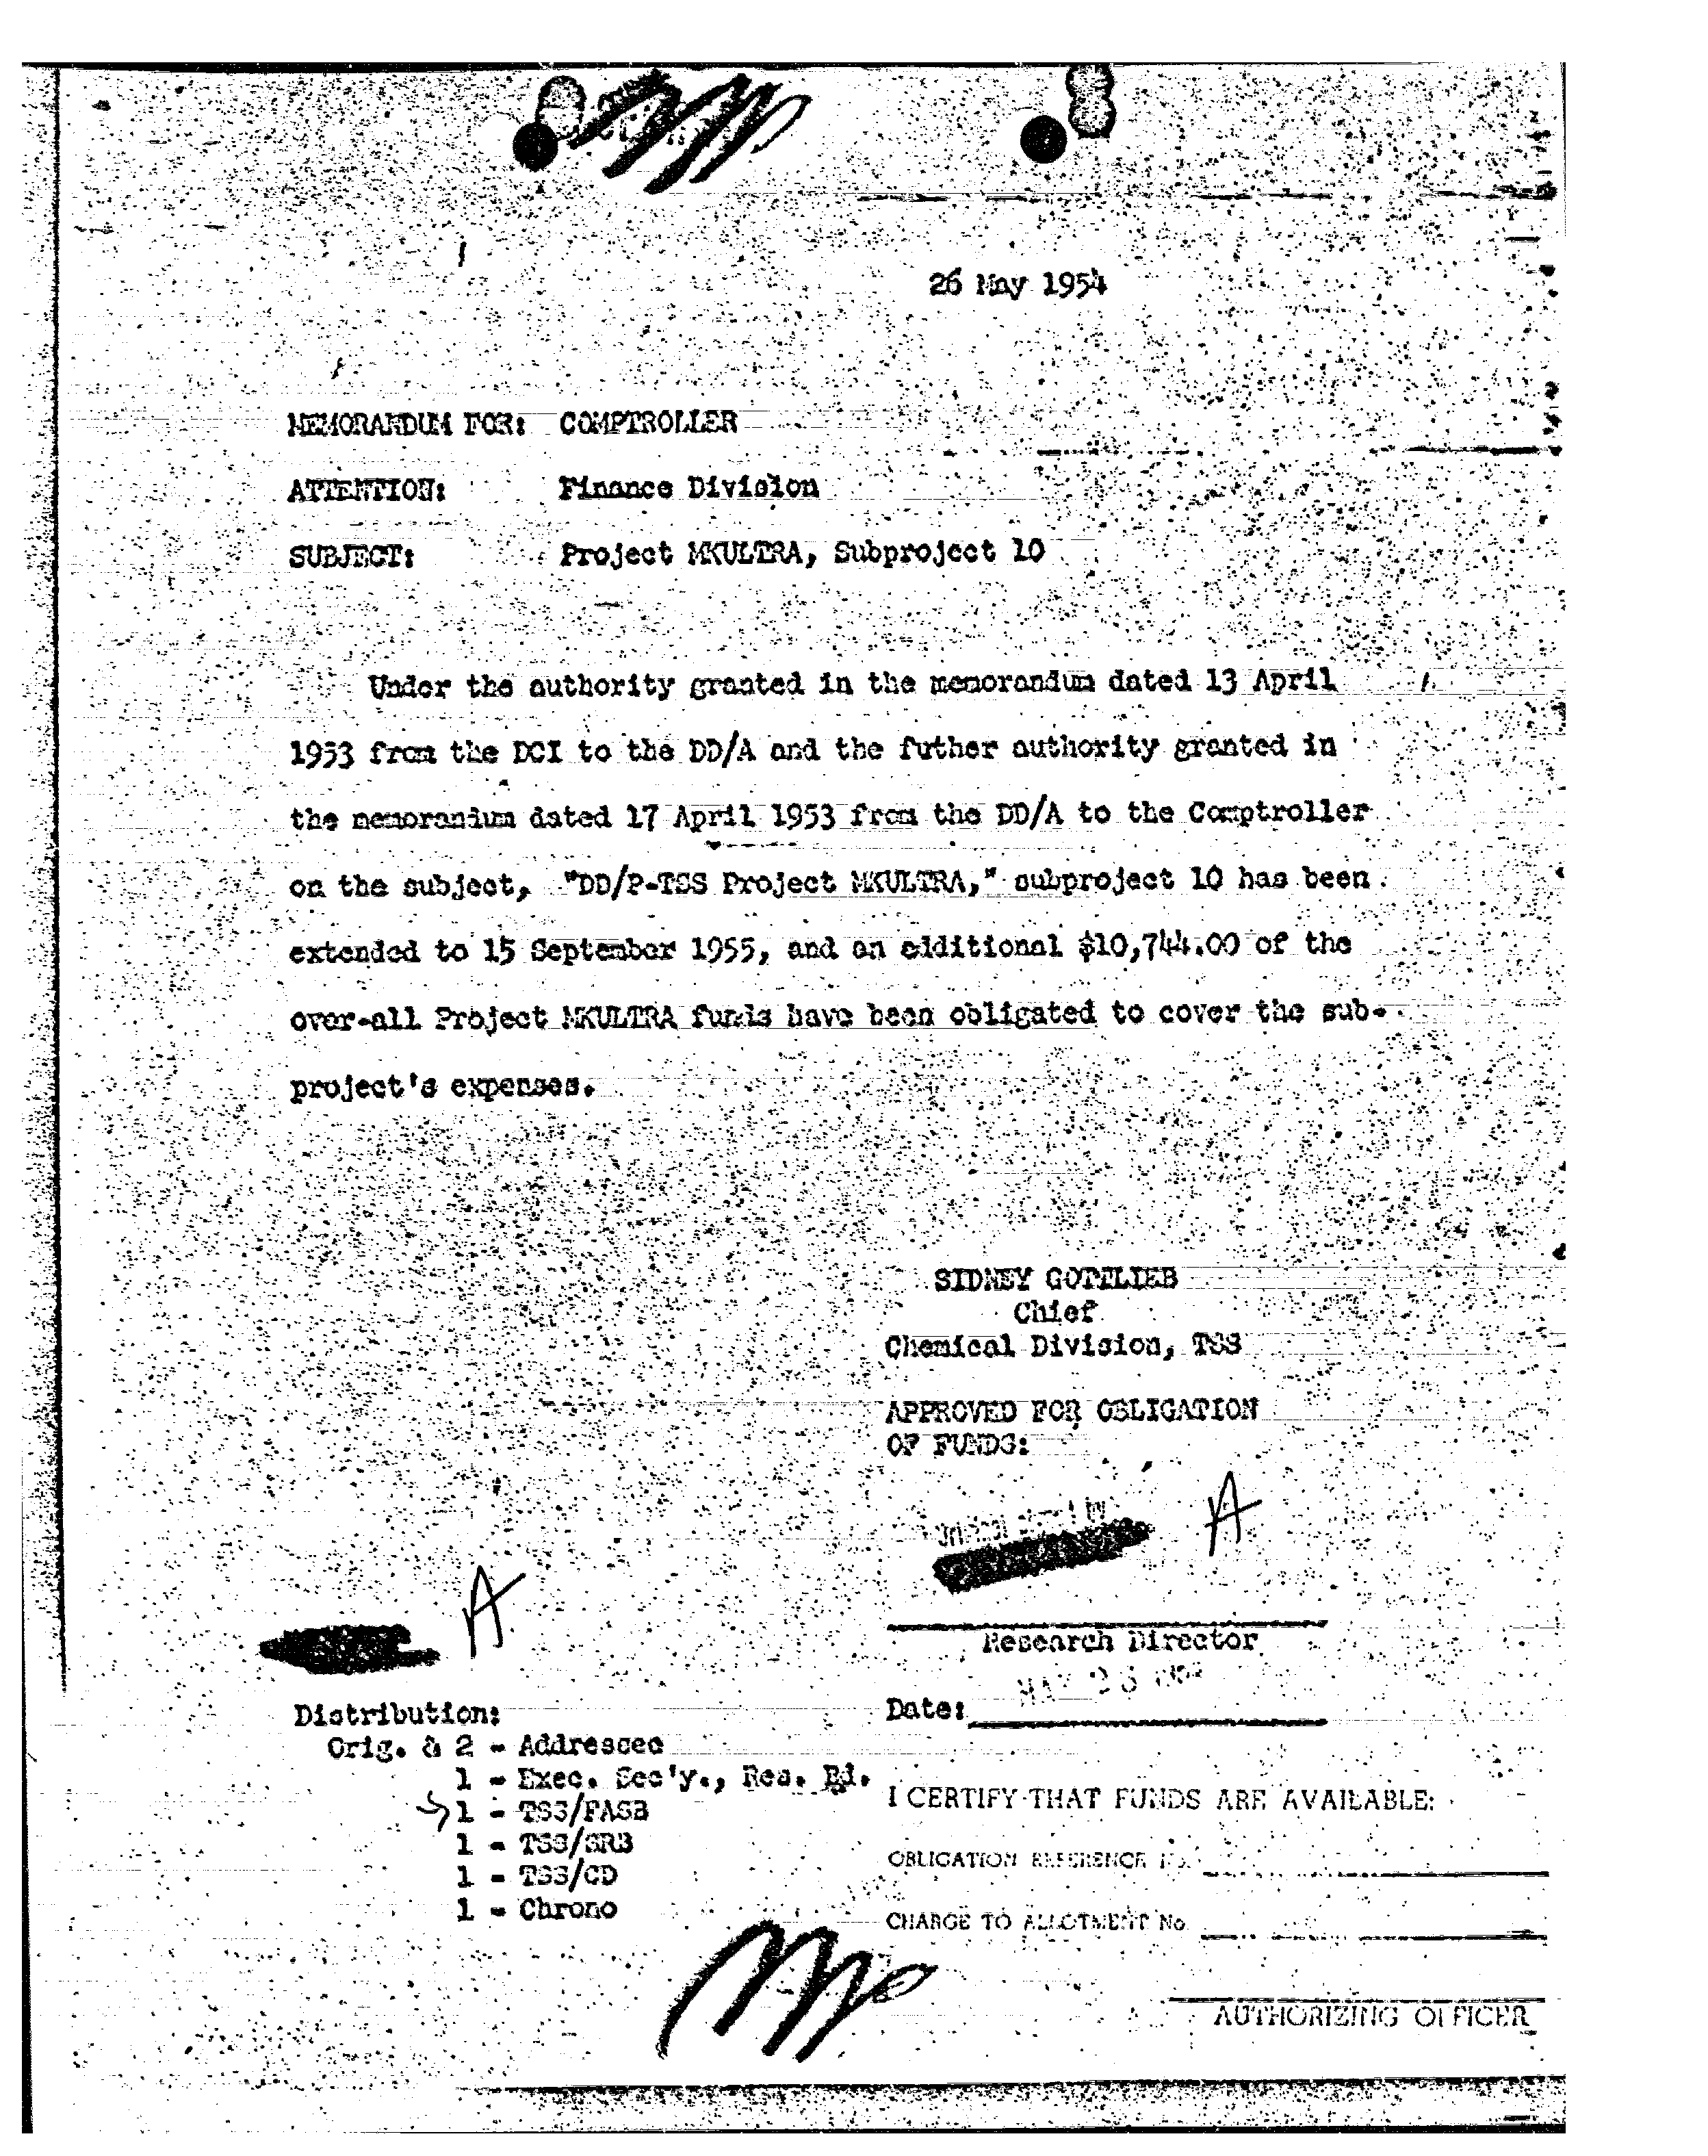 26 May 1954
MEMORANDUM FOR: COMPTROLLER
ATTENTION: Finance Division
SUBJECT: Project MKULTRA, Subproject 10
Under the authority granted in the memorandum dated 13 April
1953 from the DCI to the DD/A and the futher authority granted in
the memorandum dated 17 April 1953 from the DD/A to the Comptroller
on the subject, "DD/P-TSS Project MKULTRA," subproject 10 has been
extended to 15 September 1955, and an additional $10,744.00 of the
over-all Project MKULTRA funds have been obligated to cover the sub-
project's expenses.
SIDNEY GOTTLIEB
Chief
Chemical Division, TSS
APPROVED FOR OBLIGATION
OF FUNDS:
A
A
Research Director
Date: MAY
Distribution:
Orig. & 2 - Addressee
1 - Exec. Sec'y., Res. Bd.
1 - TSS/FASB
1 - TSS/SRB
1 - TSS/CD
1 - Chrono
I CERTIFY THAT FUNDS ARE AVAILABLE:
OBLIGATION REFERENCE No.
CHARGE TO ALLOTMENT No.
AUTHORIZING OFFICER